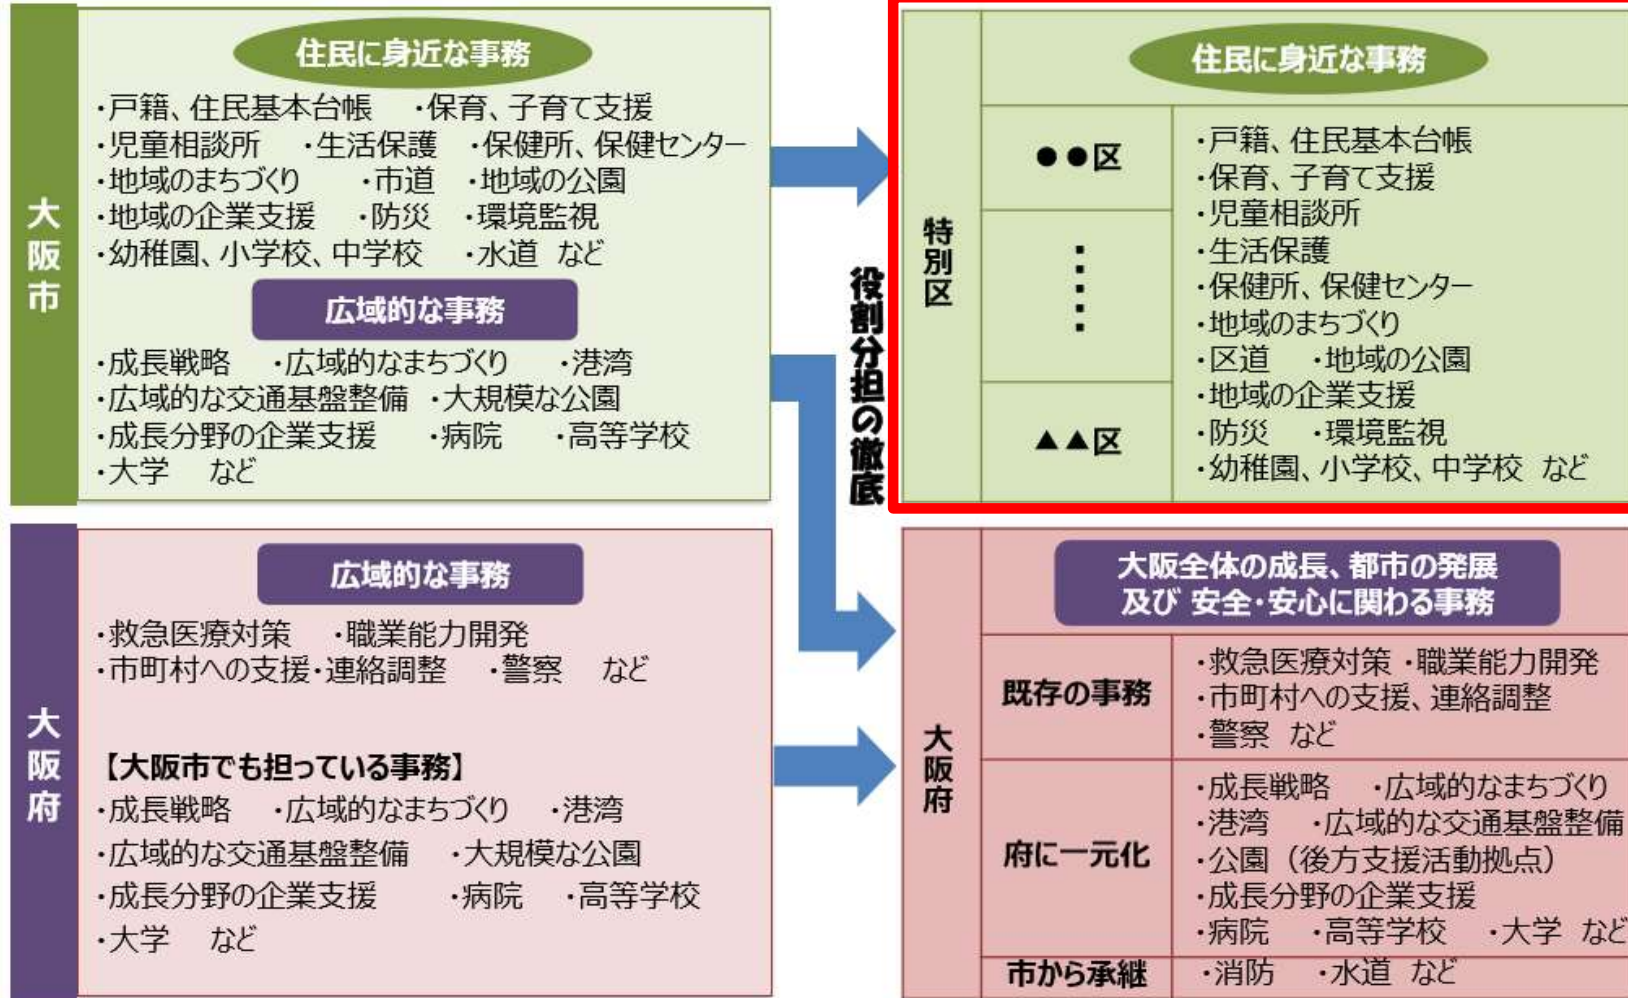 大阪市
住民に身近な事務
・戸籍、住民基本台帳 ・保育、子育て支援
・児童相談所 ・生活保護 ・保健所、保健センター
・地域のまちづくり ・市道 ・地域の公園
・地域の企業支援 ・防災 ・環境監視
・幼稚園、小学校、中学校 ・水道 など
広域的な事務
・成長戦略 ・広域的なまちづくり ・港湾
・広域的な交通基盤整備 ・大規模な公園
・成長分野の企業支援 ・病院 ・高等学校
・大学 など
大阪府
広域的な事務
・救急医療対策 ・職業能力開発
・市町村への支援・連絡調整 ・警察 など
【大阪市でも担っている事務】
・成長戦略 ・広域的なまちづくり ・港湾
・広域的な交通基盤整備 ・大規模な公園
・成長分野の企業支援 ・病院 ・高等学校
・大学 など
役割分担の徹底
特別区
住民に身近な事務
●●区
⋮
▲▲区
・戸籍、住民基本台帳
・保育、子育て支援
・児童相談所
・生活保護
・保健所、保健センター
・地域のまちづくり
・区道 ・地域の公園
・地域の企業支援
・防災 ・環境監視
・幼稚園、小学校、中学校 など
大阪府
大阪全体の成長、都市の発展
及び 安全・安心に関わる事務
既存の事務
・救急医療対策 ・職業能力開発
・市町村への支援、連絡調整
・警察 など
府に一元化
・成長戦略 ・広域的なまちづくり
・港湾 ・広域的な交通基盤整備
・公園（後方支援活動拠点）
・成長分野の企業支援
・病院 ・高等学校 ・大学 など
市から承継
・消防 ・水道 など